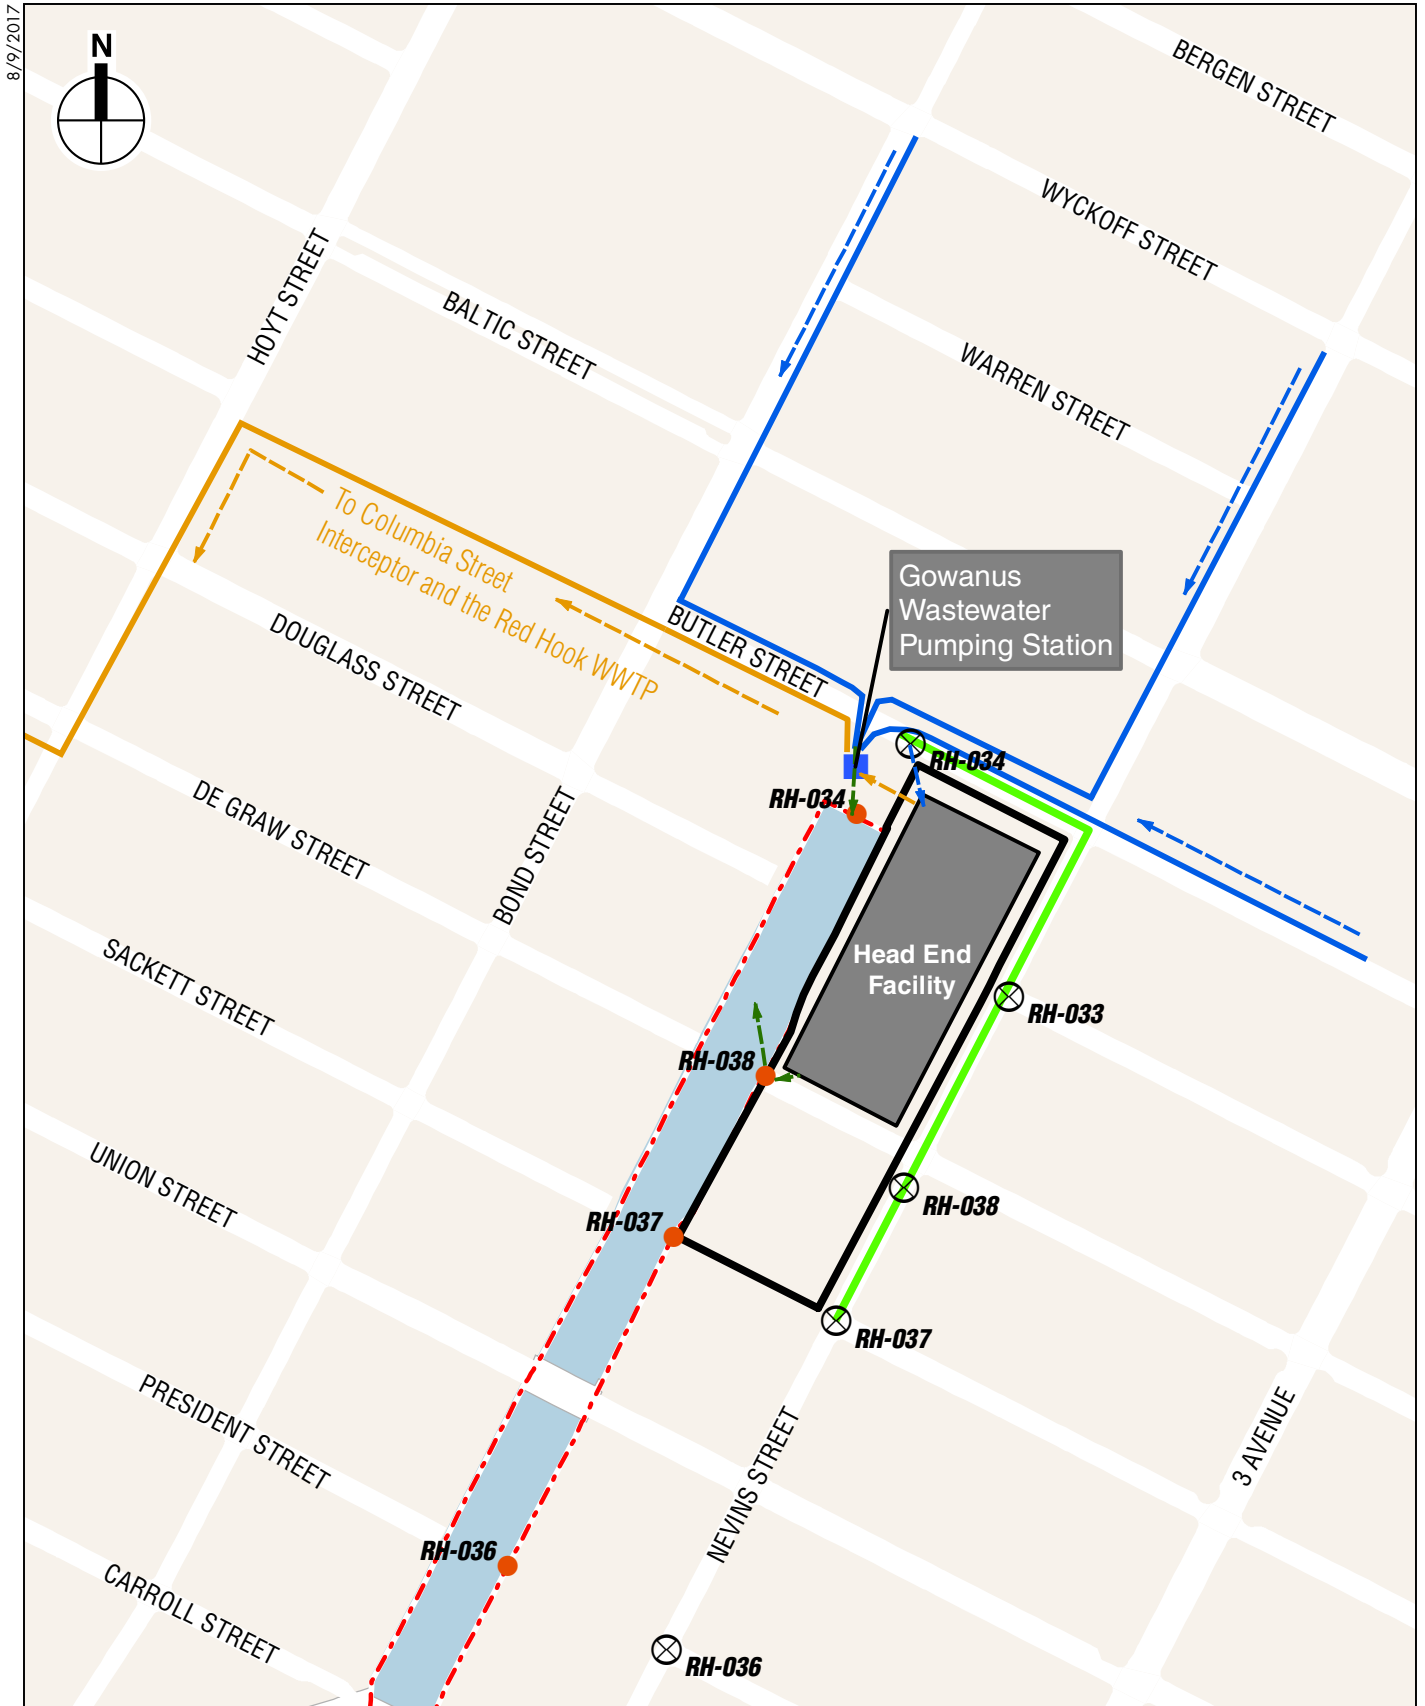 8/9/2017
N
BERGEN STREET
WYCKOFF STREET
HOYT STREET
BALTIC STREET
WARREN STREET
To Columbia Street
Interceptor and the Red Hook WWTP
Gowanus
Wastewater
Pumping Station
BUTLER STREET
DOUGLASS STREET
RH-034
RH-034
DE GRAW STREET
BOND STREET
Head End
Facility
SACKETT STREET
RH-033
RH-038
UNION STREET
RH-038
RH-037
RH-037
PRESIDENT STREET
3 AVENUE
NEVINS STREET
RH-036
CARROLL STREET
RH-036